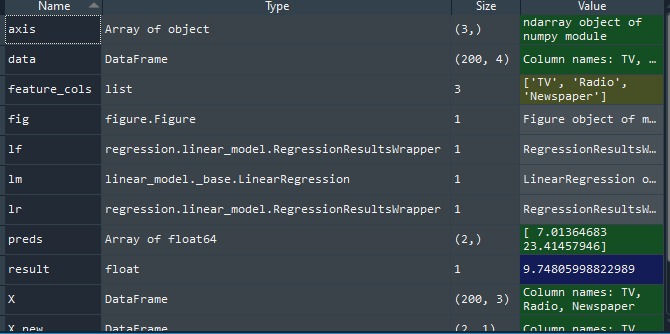 Name Type Size Value
axis Array of object (3,) ndarray object of
numpy module
data DataFrame (200, 4) Column names: TV, …
feature_cols list 3 ['TV', 'Radio',
'Newspaper']
fig figure.Figure 1 Figure object of m…
lf regression.linear_model.RegressionResultsWrapper 1 RegressionResultsW…
lm linear_model._base.LinearRegression 1 LinearRegression o…
lr regression.linear_model.RegressionResultsWrapper 1 RegressionResultsW…
preds Array of float64 (2,) [ 7.01364683
23.41457946]
result float 1 9.74805998822989
X DataFrame (200, 3) Column names: TV,
Radio, Newspaper
X_new DataFrame (2, 1) Column names: TV